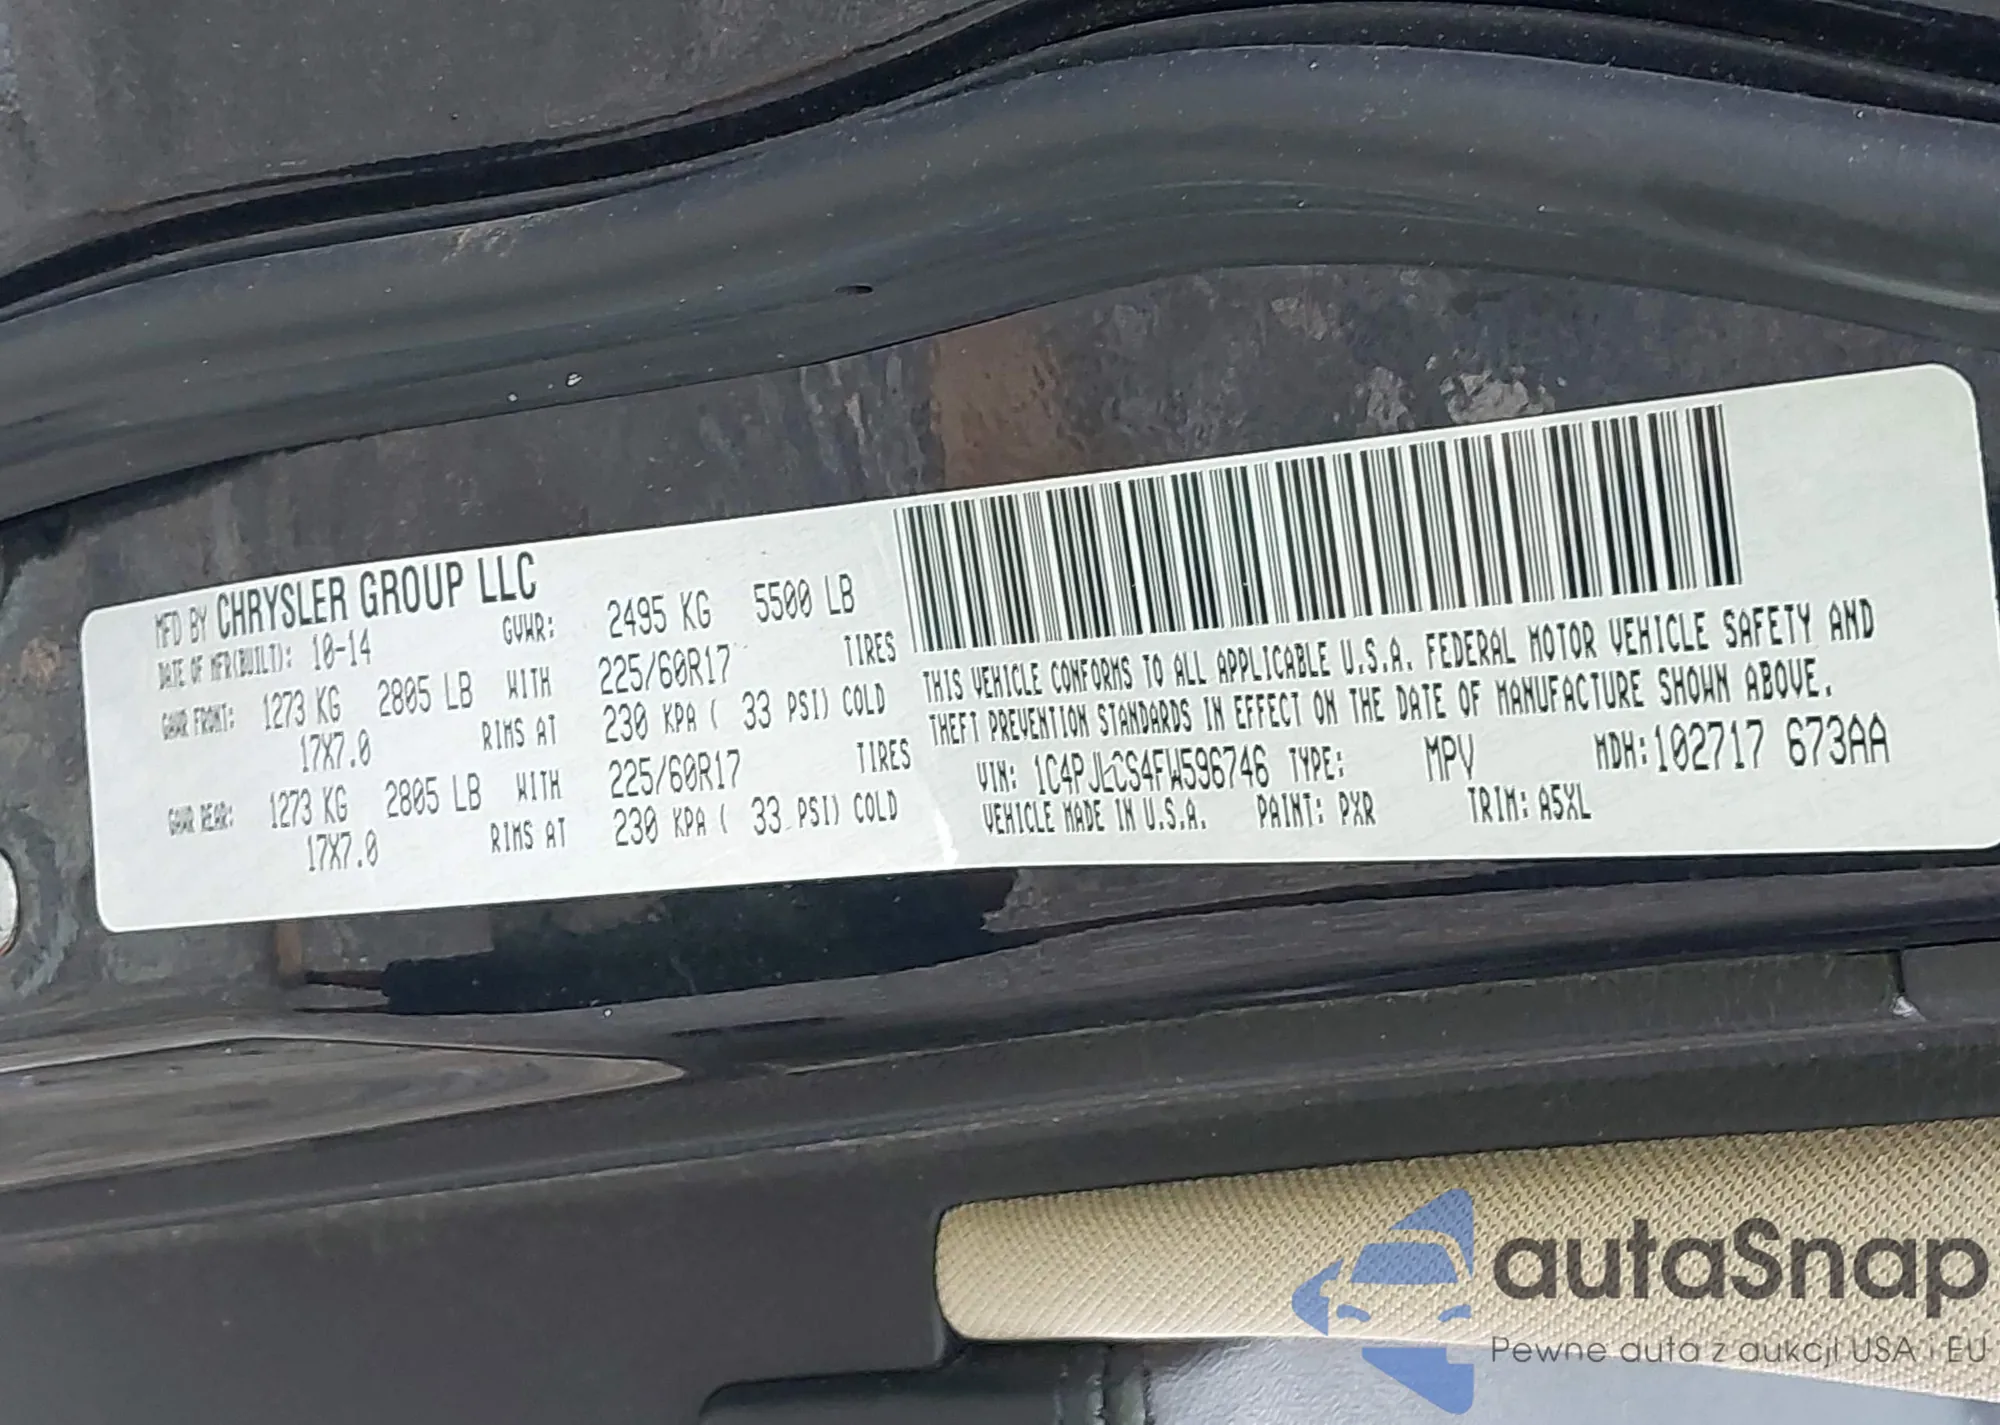 MFD BY CHRYSLER GROUP LLC
DATE OF MFR(BUILT): 10-14 GVWR: 2495 KG 5500 LB
GAWR FRONT: 1273 KG 2805 LB WITH 225/60R17 TIRES
17X7.0 RIMS AT 230 KPA ( 33 PSI) COLD
GAWR REAR: 1273 KG 2805 LB WITH 225/60R17 TIRES
17X7.0 RIMS AT 230 KPA ( 33 PSI) COLD
THIS VEHICLE CONFORMS TO ALL APPLICABLE U.S.A. FEDERAL MOTOR VEHICLE SAFETY AND
THEFT PREVENTION STANDARDS IN EFFECT ON THE DATE OF MANUFACTURE SHOWN ABOVE.
VIN: 1C4PJLCS4FW596746 TYPE: MPV MDH:102717 673AA
VEHICLE MADE IN U.S.A. PAINT: PXR TRIM: A5XL
autaSnap
Pewne auta z aukcji USA i EU